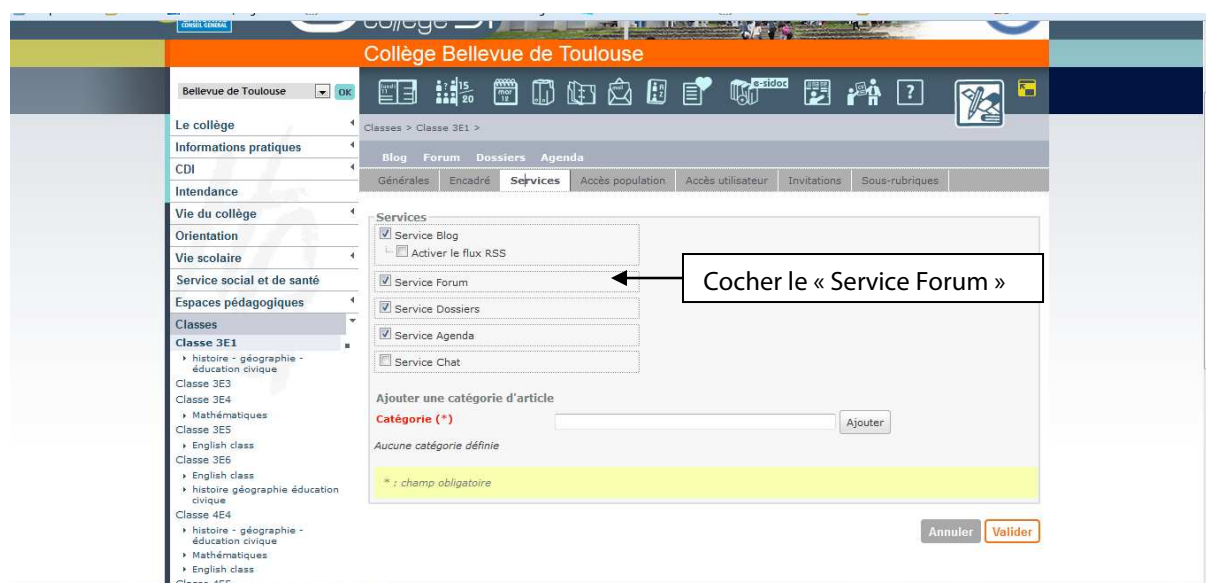 CONSEIL GENERAL
Collège Bellevue de Toulouse
Bellevue de Toulouse
OK
e-sidoc
Le collège
Informations pratiques
CDI
Intendance
Vie du collège
Orientation
Vie scolaire
Service social et de santé
Espaces pédagogiques
Classes
Classe 3E1
histoire - géographie -
éducation civique
Classe 3E3
Classe 3E4
Mathématiques
Classe 3E5
English class
Classe 3E6
English class
histoire géographie éducation
civique
Classe 4E4
histoire - géographie -
éducation civique
Mathématiques
English class
Classes > Classe 3E1 >
Blog Forum Dossiers Agenda
Générales Encadré Services Accès population Accès utilisateur Invitations Sous-rubriques
Services
Service Blog
Activer le flux RSS
Service Forum
Cocher le « Service Forum »
Service Dossiers
Service Agenda
Service Chat
Ajouter une catégorie d'article
Catégorie (*)
Ajouter
Aucune catégorie définie
* : champ obligatoire
Annuler Valider